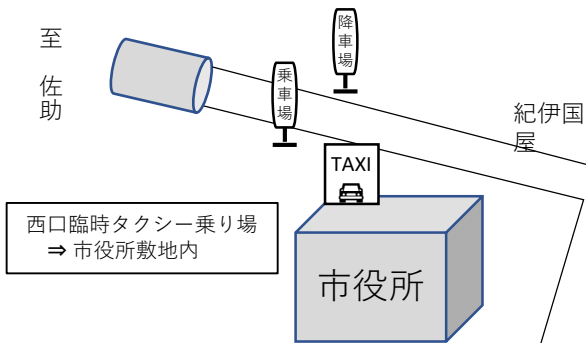 至 佐助
降車場
乗車場
紀伊国
屋
TAXI
西口臨時タクシー乗り場
⇒ 市役所敷地内
市役所